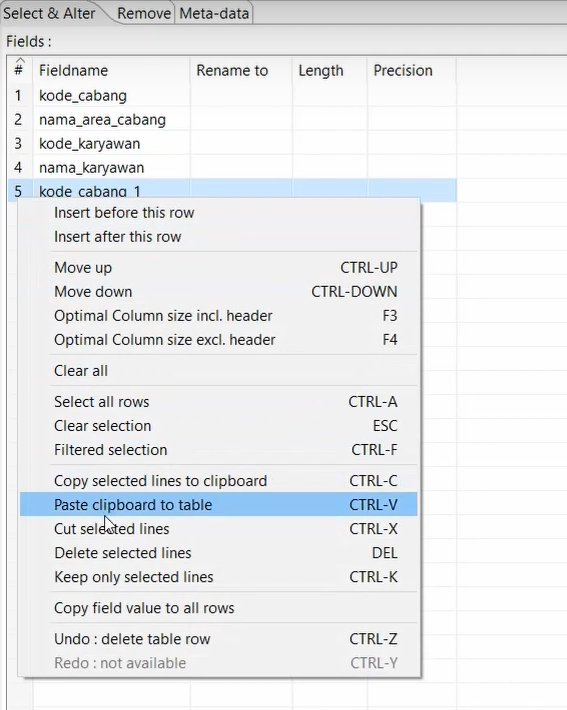 Select & Alter Remove Meta-data
Fields :
# Fieldname Rename to Length Precision
1 kode_cabang
2 nama_area_cabang
3 kode_karyawan
4 nama_karyawan
5 kode_cabang_1
Insert before this row
Insert after this row
Move up CTRL-UP
Move down CTRL-DOWN
Optimal Column size incl. header F3
Optimal Column size excl. header F4
Clear all
Select all rows CTRL-A
Clear selection ESC
Filtered selection CTRL-F
Copy selected lines to clipboard CTRL-C
Paste clipboard to table CTRL-V
Cut selected lines CTRL-X
Delete selected lines DEL
Keep only selected lines CTRL-K
Copy field value to all rows
Undo : delete table row CTRL-Z
Redo : not available CTRL-Y